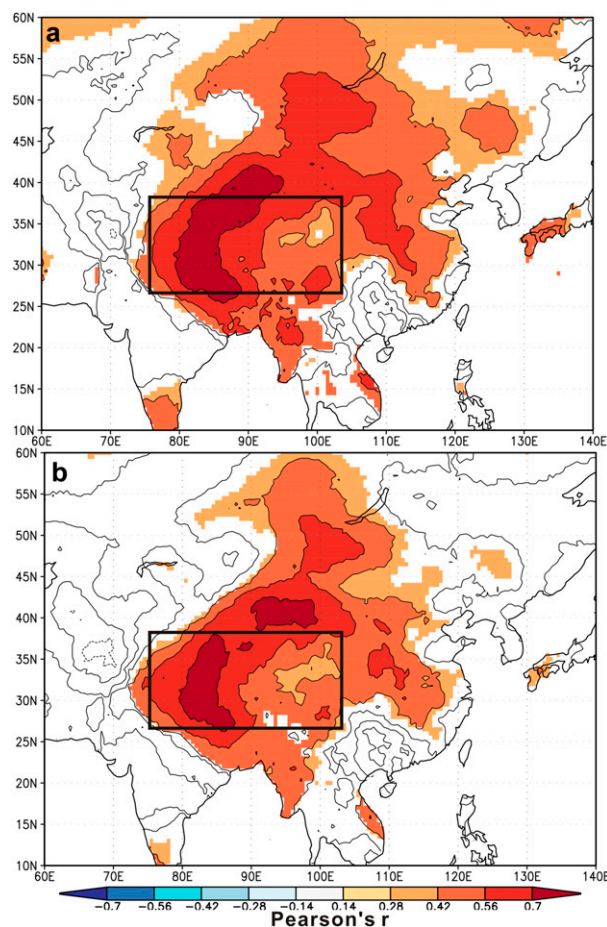 a
60N
55N
50N
45N
40N
35N
30N
25N
20N
15N
10N
60E 70E 80E 90E 100E 110E 120E 130E 140E
b
60N
55N
50N
45N
40N
35N
30N
25N
20N
15N
10N
60E 70E 80E 90E 100E 110E 120E 130E 140E
−0.7 −0.56 −0.42 −0.28 −0.14 0.14 0.28 0.42 0.56 0.7
Pearson's r